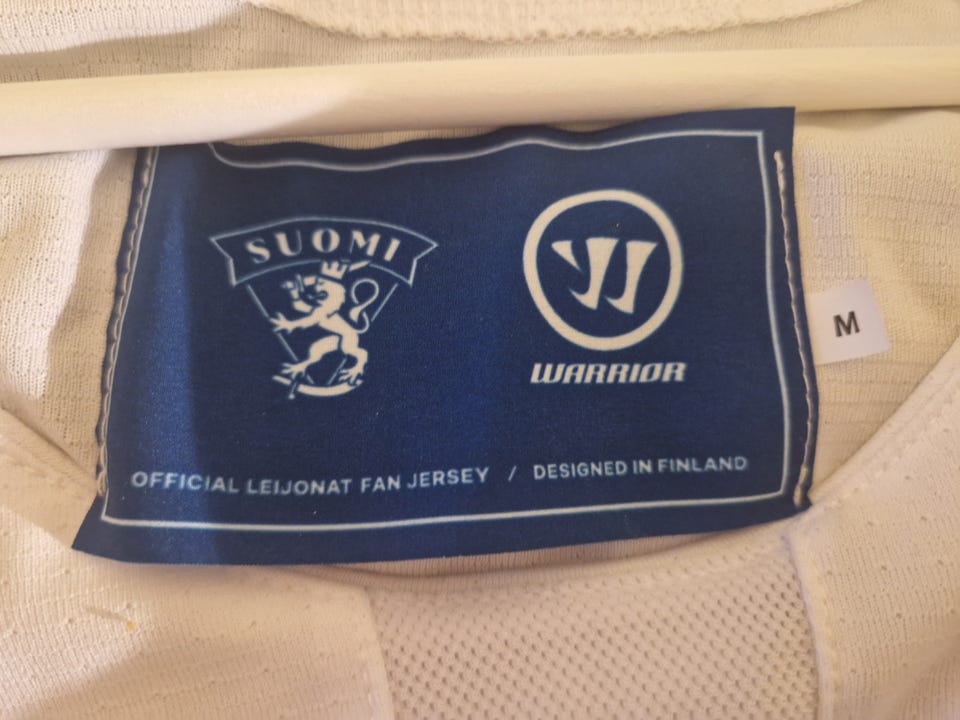 SUOMI
WARRIOR
M
OFFICIAL LEIJONAT FAN JERSEY / DESIGNED IN FINLAND